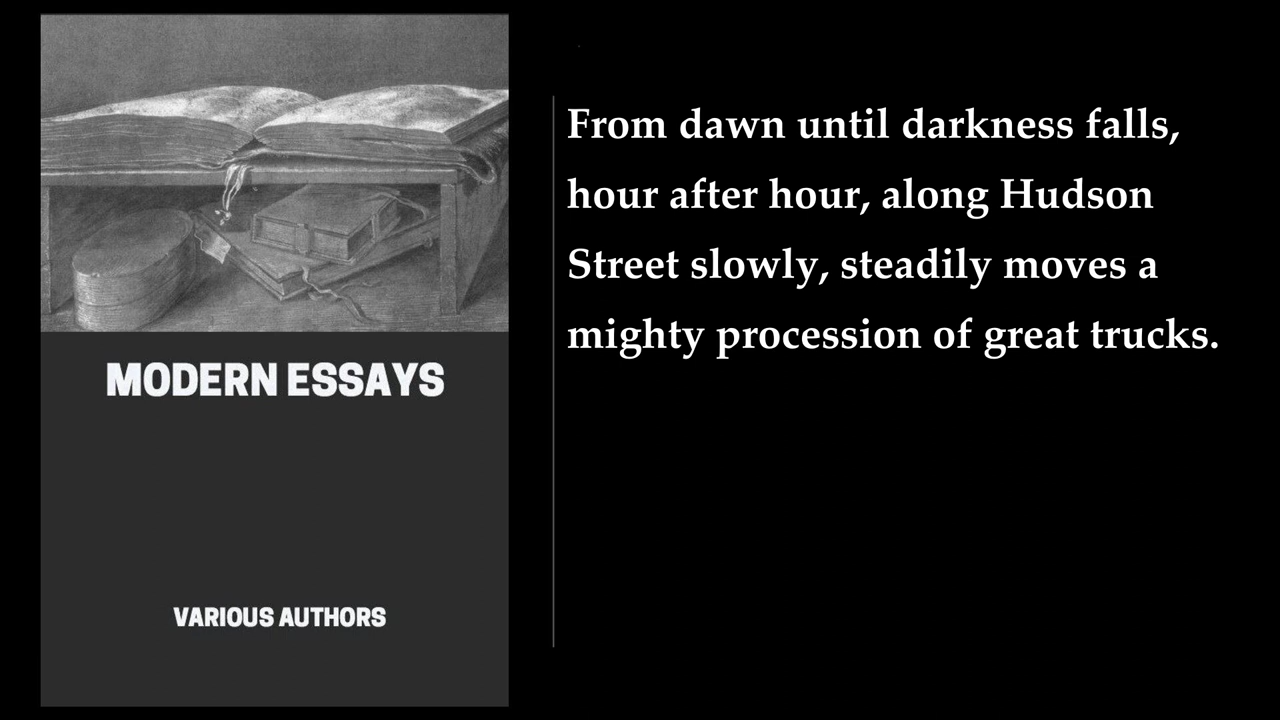 MODERN ESSAYS
VARIOUS AUTHORS
From dawn until darkness falls,
hour after hour, along Hudson
Street slowly, steadily moves a
mighty procession of great trucks.